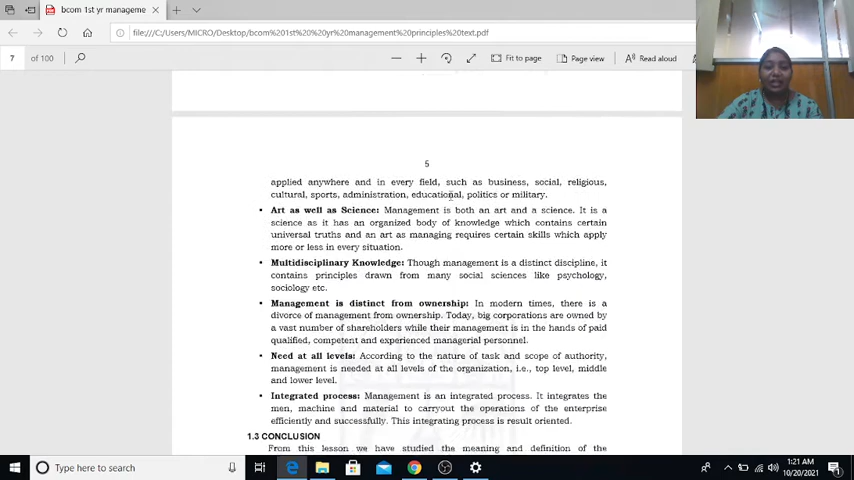 bcom 1st yr manageme
file:///C:/Users/MICRO/Desktop/bcom%201st%20%20yr%20management%20principles%20text.pdf
7 of 100
Fit to page
Page view
Read aloud
5
applied anywhere and in every field, such as business, social, religious,
cultural, sports, administration, educational, politics or military.
• Art as well as Science: Management is both an art and a science. It is a
science as it has an organized body of knowledge which contains certain
universal truths and an art as managing requires certain skills which apply
more or less in every situation.
• Multidisciplinary Knowledge: Though management is a distinct discipline, it
contains principles drawn from many social sciences like psychology,
sociology etc.
• Management is distinct from ownership: In modern times, there is a
divorce of management from ownership. Today, big corporations are owned by
a vast number of shareholders while their management is in the hands of paid
qualified, competent and experienced managerial personnel.
• Need at all levels: According to the nature of task and scope of authority,
management is needed at all levels of the organization, i.e., top level, middle
and lower level.
• Integrated process: Management is an integrated process. It integrates the
men, machine and material to carryout the operations of the enterprise
efficiently and successfully. This integrating process is result oriented.
1.3 CONCLUSION
From this lesson we have studied the meaning and definition of the
Type here to search
1:21 AM
10/20/2021